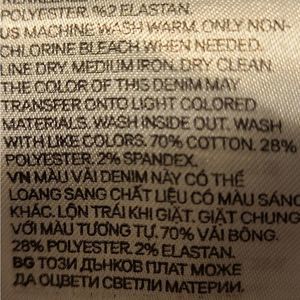 POLYESTER. %2 ELASTAN.
US MACHINE WASH WARM. ONLY NON-
CHLORINE BLEACH WHEN NEEDED.
LINE DRY. MEDIUM IRON. DRY CLEAN.
THE COLOR OF THIS DENIM MAY
TRANSFER ONTO LIGHT COLORED
MATERIALS. WASH INSIDE OUT. WASH
WITH LIKE COLORS. 70% COTTON. 28%
POLYESTER. 2% SPANDEX.
VN MÀU VẢI DENIM NÀY CÓ THỂ
LOANG SANG CHẤT LIỆU CÓ MÀU SÁNG
KHÁC. LỘN TRÁI KHI GIẶT. GIẶT CHUNG
VỚI MÀU TƯƠNG TỰ. 70% VẢI BÔNG.
28% POLYESTER. 2% ELASTAN.
BG ТОЗИ ДЪНКОВ ПЛАТ МОЖЕ
ДА ОЦВЕТИ СВЕТЛИ МАТЕРИИ.